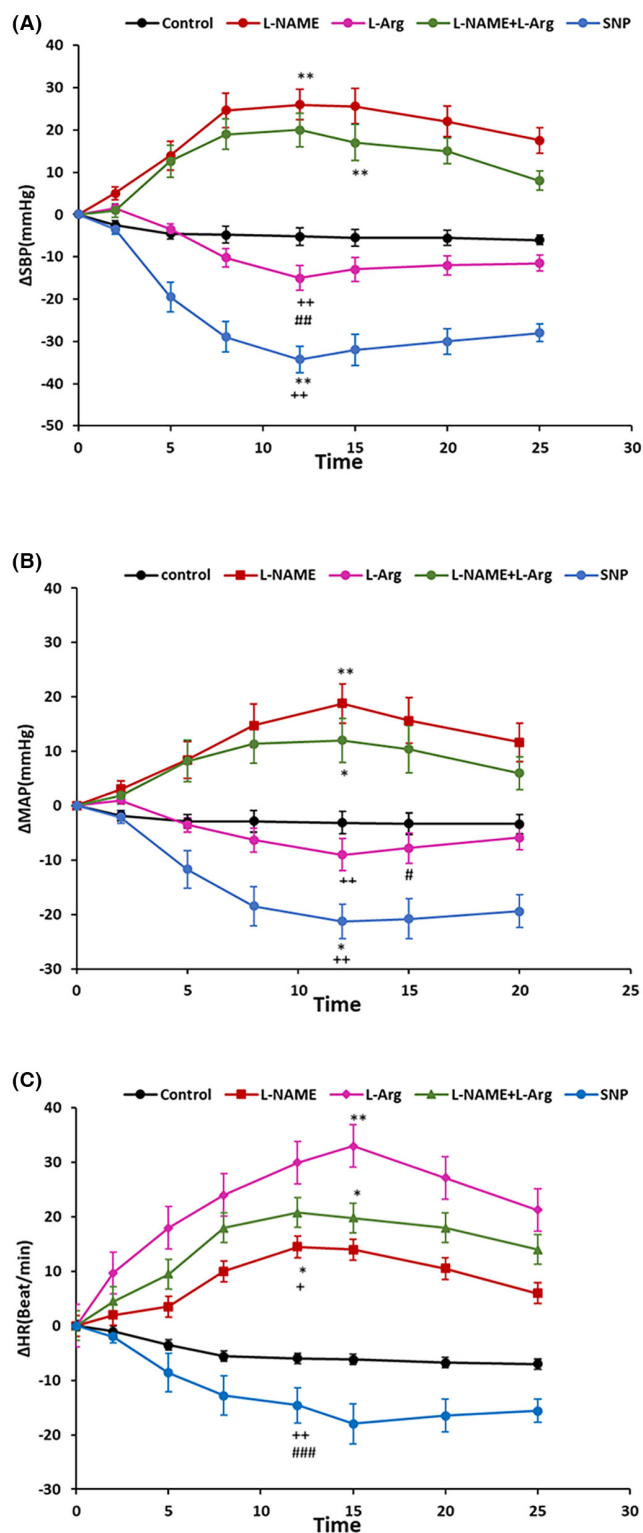 (A)
Control L-NAME L-Arg L-NAME+L-Arg SNP
40
30
20
10
0
-10
-20
-30
-40
-50
ΔSBP(mmHg)
**
**
++
##
**
++
0 5 10 15 20 25 30
Time
(B)
control L-NAME L-Arg L-NAME+L-Arg SNP
40
30
20
10
0
-10
-20
-30
ΔMAP(mmHg)
**
*
++
#
*
++
0 5 10 15 20 25
Time
(C)
Control L-NAME L-Arg L-NAME+L-Arg SNP
40
30
20
10
0
-10
-20
-30
ΔHR(Beat/min)
**
*
*
+
++
###
0 5 10 15 20 25 30
Time